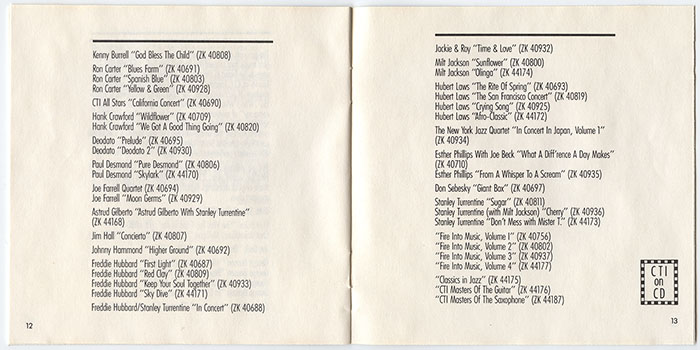 Kenny Burrell "God Bless The Child" (ZK 40808)
Ron Carter "Blues Farm" (ZK 40691)
Ron Carter "Spanish Blue" (ZK 40803)
Ron Carter "Yellow & Green" (ZK 40928)
CTI All Stars "California Concert" (ZK 40690)
Hank Crawford "Wildflower" (ZK 40709)
Hank Crawford "We Got A Good Thing Going" (ZK 40820)
Deodato "Prelude" (ZK 40695)
Deodato "Deodato 2" (ZK 40930)
Paul Desmond "Pure Desmond" (ZK 40806)
Paul Desmond "Skylark" (ZK 44170)
Joe Farrell Quartet (ZK 40694)
Joe Farrell "Moon Germs" (ZK 40929)
Astrud Gilberto "Astrud Gilberto With Stanley Turrentine"
(ZK 44168)
Jim Hall "Concierto" (ZK 40807)
Johnny Hammond "Higher Ground" (ZK 40692)
Freddie Hubbard "First Light" (ZK 40687)
Freddie Hubbard "Red Clay" (ZK 40809)
Freddie Hubbard "Keep Your Soul Together" (ZK 40933)
Freddie Hubbard "Sky Dive" (ZK 44171)
Freddie Hubbard/Stanley Turrentine "In Concert" (ZK 40688)
12
Jackie & Roy "Time & Love" (ZK 40932)
Milt Jackson "Sunflower" (ZK 40800)
Milt Jackson "Olinga" (ZK 44174)
Hubert Laws "The Rite Of Spring" (ZK 40693)
Hubert Laws "The San Francisco Concert" (ZK 40819)
Hubert Laws "Crying Song" (ZK 40925)
Hubert Laws "Afro-Classic" (ZK 44172)
The New York Jazz Quartet "In Concert In Japan, Volume 1"
(ZK 40934)
Esther Phillips With Joe Beck "What A Diff'rence A Day Makes"
(ZK 40710)
Esther Phillips "From A Whisper To A Scream" (ZK 40935)
Don Sebesky "Giant Box" (ZK 40697)
Stanley Turrentine "Sugar" (ZK 40811)
Stanley Turrentine (with Milt Jackson) "Cherry" (ZK 40936)
Stanley Turrentine "Don't Mess with Mister T." (ZK 44173)
"Fire Into Music, Volume 1" (ZK 40756)
"Fire Into Music, Volume 2" (ZK 40802)
"Fire Into Music, Volume 3" (ZK 40937)
"Fire Into Music, Volume 4" (ZK 44177)
"Classics in Jazz" (ZK 44175)
"CTI Masters Of The Guitar" (ZK 44176)
"CTI Masters Of The Saxophone" (ZK 44187)
CTI
on
CD
13